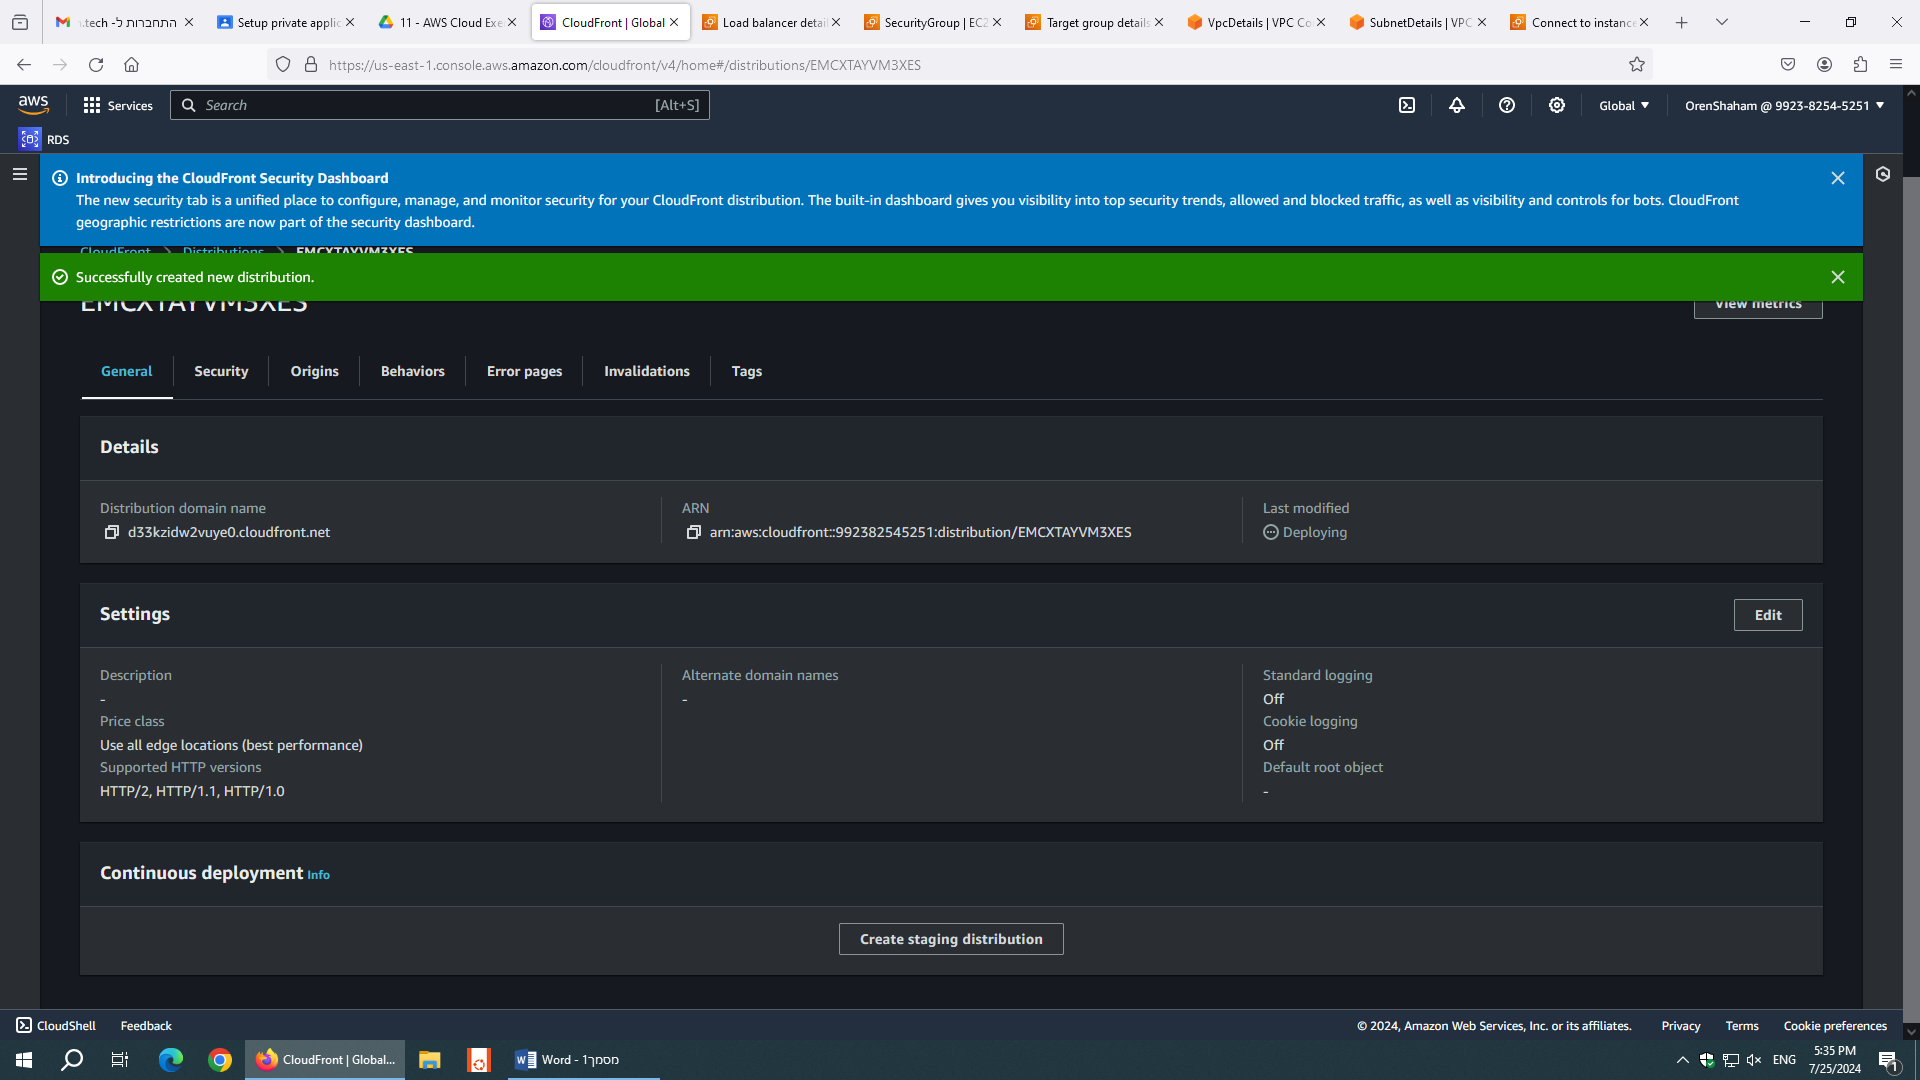 התחברות ל- n.tech
Setup private applic
11 - AWS Cloud Exe
CloudFront | Global
Load balancer detai
SecurityGroup | EC2
Target group details
VpcDetails | VPC Co
SubnetDetails | VPC
Connect to instance
https://us-east-1.console.aws.amazon.com/cloudfront/v4/home#/distributions/EMCXTAYVM3XES
aws
Services
Search
[Alt+S]
Global
OrenShaham @ 9923-8254-5251
RDS
Introducing the CloudFront Security Dashboard
The new security tab is a unified place to configure, manage, and monitor security for your CloudFront distribution. The built-in dashboard gives you visibility into top security trends, allowed and blocked traffic, as well as visibility and controls for bots. CloudFront
geographic restrictions are now part of the security dashboard.
CloudFront
Distributions
EMCXTAYVM3XES
Successfully created new distribution.
EMCXTAYVM3XES
View metrics
General
Security
Origins
Behaviors
Error pages
Invalidations
Tags
Details
Distribution domain name
d33kzidw2vuye0.cloudfront.net
ARN
arn:aws:cloudfront::992382545251:distribution/EMCXTAYVM3XES
Last modified
Deploying
Settings
Edit
Description
-
Price class
Use all edge locations (best performance)
Supported HTTP versions
HTTP/2, HTTP/1.1, HTTP/1.0
Alternate domain names
-
Standard logging
Off
Cookie logging
Off
Default root object
-
Continuous deployment Info
Create staging distribution
CloudShell
Feedback
© 2024, Amazon Web Services, Inc. or its affiliates.
Privacy
Terms
Cookie preferences
CloudFront | Global...
Word - מסמך1
ENG
5:35 PM
7/25/2024
1